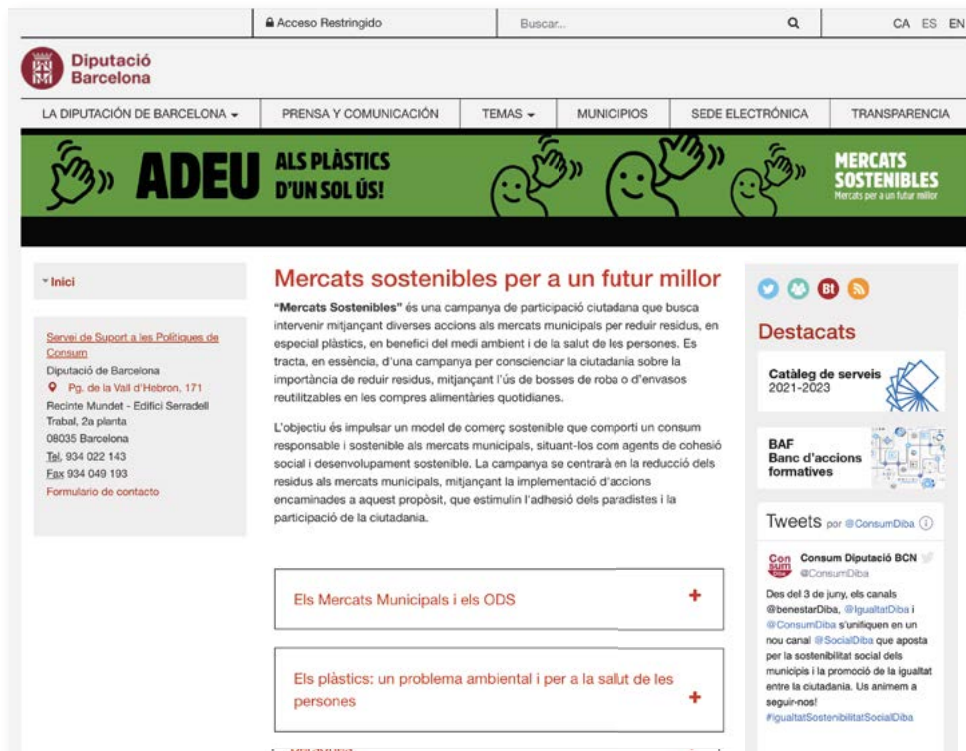 Acceso Restringido
Buscar...
CA ES EN
Diputació
Barcelona
LA DIPUTACIÓN DE BARCELONA
PRENSA Y COMUNICACIÓN
TEMAS
MUNICIPIOS
SEDE ELECTRÓNICA
TRANSPARENCIA
ADEU
ALS PLÀSTICS
D'UN SOL ÚS!
MERCATS
SOSTENIBLES
Mercats per a un futur millor
Inici
Servei de Suport a les Polítiques de
Consum
Diputació de Barcelona
Pg. de la Vall d'Hebron, 171
Recinte Mundet - Edifici Serradell
Trabal, 2a planta
08035 Barcelona
Tel. 934 022 143
Fax 934 049 193
Formulario de contacto
Mercats sostenibles per a un futur millor
“Mercats Sostenibles” és una campanya de participació ciutadana que busca
intervenir mitjançant diverses accions als mercats municipals per reduir residus, en
especial plàstics, en benefici del medi ambient i de la salut de les persones. Es
tracta, en essència, d'una campanya per conscienciar la ciutadania sobre la
importància de reduir residus, mitjançant l'ús de bosses de roba o d'envasos
reutilitzables en les compres alimentàries quotidianes.
L'objectiu és impulsar un model de comerç sostenible que comporti un consum
responsable i sostenible als mercats municipals, situant-los com agents de cohesió
social i desenvolupament sostenible. La campanya se centrarà en la reducció dels
residus als mercats municipals, mitjançant la implementació d'accions
encaminades a aquest propòsit, que estimulin l'adhesió dels paradistes i la
participació de la ciutadania.
Els Mercats Municipals i els ODS
+
Els plàstics: un problema ambiental i per a la salut de les
persones
+
Bt
Destacats
Catàleg de serveis
2021-2023
BAF
Banc d'accions
formatives
Tweets por @ConsumDiba
Con
sum
Diba
Consum Diputació BCN
@ConsumDiba
Des del 3 de juny, els canals
@benestarDiba, @IgualtatDiba i
@ConsumDiba s'unifiquen en un
nou canal @SocialDiba que aposta
per la sostenibilitat social dels
municipis i la promoció de la igualtat
entre la ciutadania. Us animem a
seguir-nos!
#IgualtatSostenibilitatSocialDiba